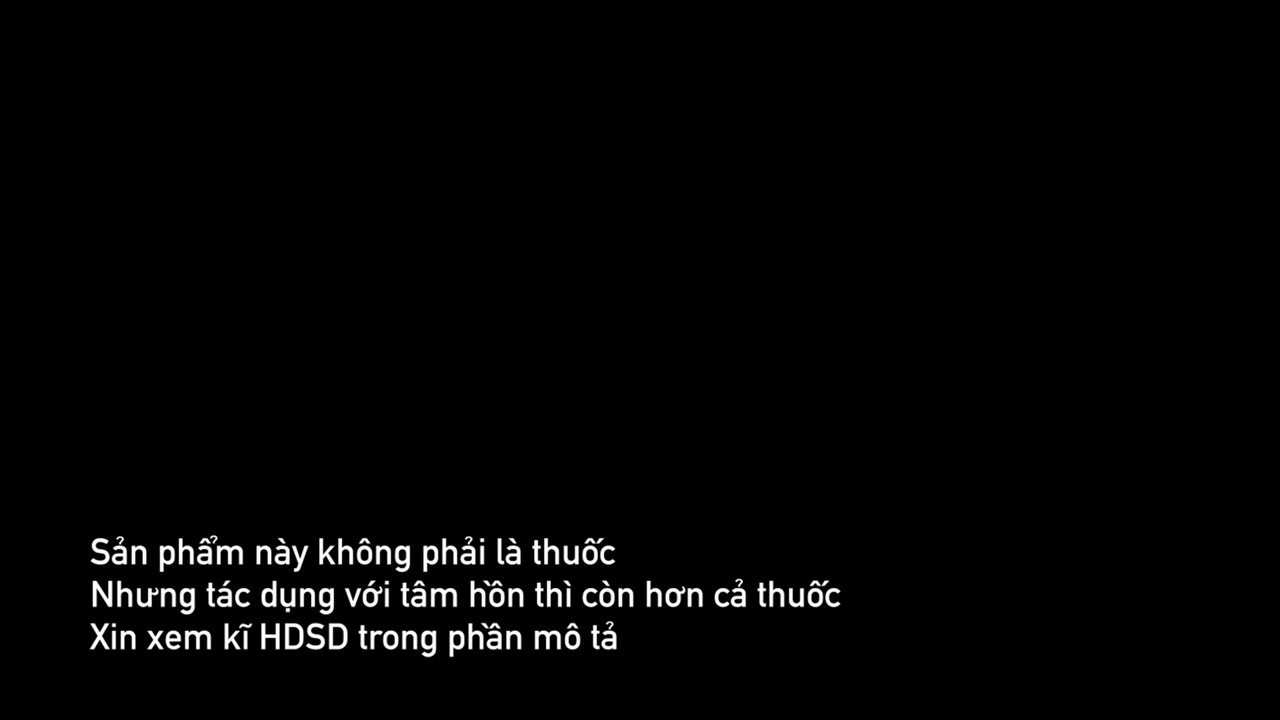 Sản phẩm này không phải là thuốc
Nhưng tác dụng với tâm hồn thì còn hơn cả thuốc
Xin xem kĩ HDSD trong phần mô tả